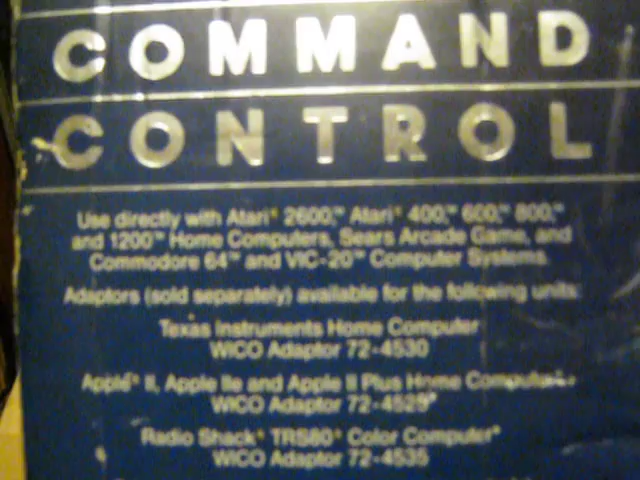 COMMAND
CONTROL
Use directly with Atari® 2600,™ Atari® 400,™ 600,™ 800,™
and 1200™ Home Computers, Sears Arcade Game, and
Commodore 64™ and VIC-20™ Computer Systems.
Adaptors (sold separately) available for the following units:
Texas Instruments Home Computer
WICO Adaptor 72-4530
Apple® II, Apple IIe and Apple II Plus Home Computers
WICO Adaptor 72-4529*
Radio Shack® TRS80® Color Computer*
WICO Adaptor 72-4535